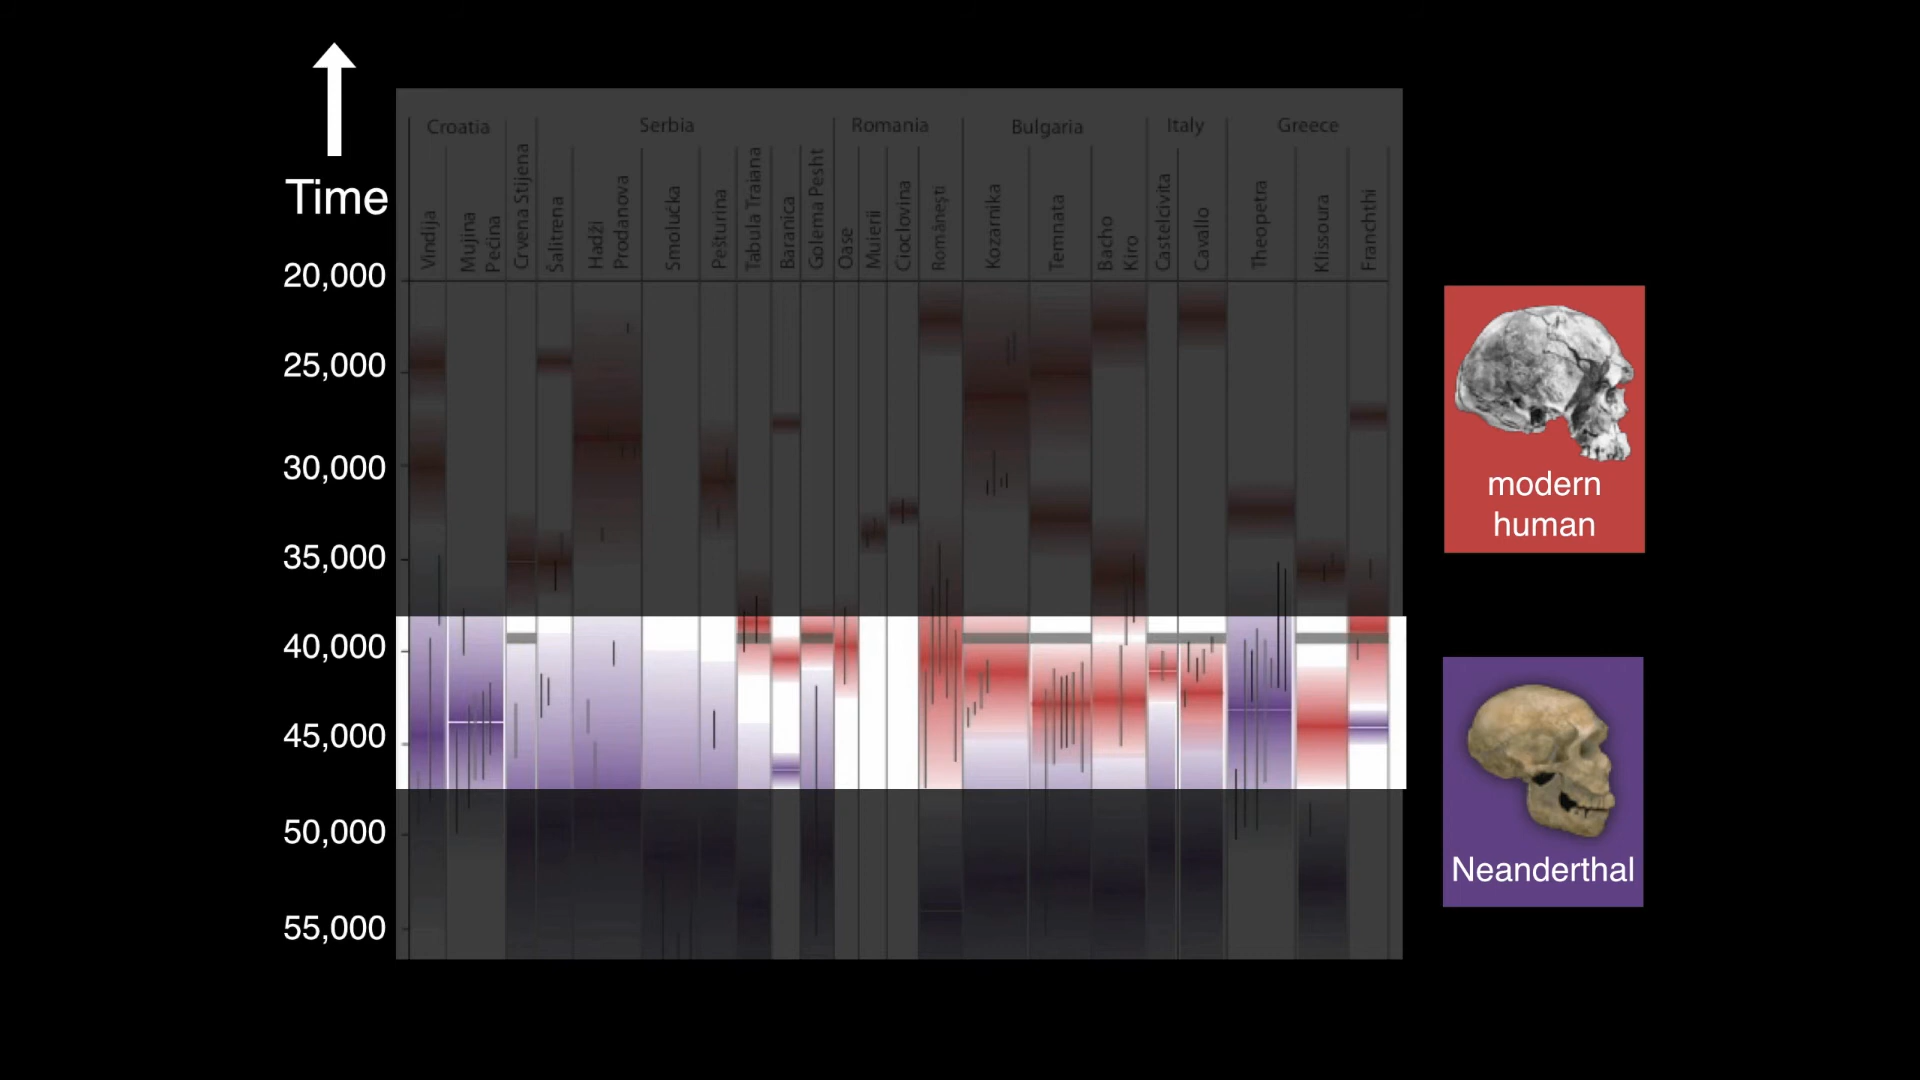 Time
Croatia
Serbia
Romania
Bulgaria
Italy
Greece
Vindija
Mujina
Pećina
Crvena Stijena
Šalitrena
Hadži
Prodanova
Smolućka
Pešturina
Tabula Traiana
Baranica
Golema Pesht
Oase
Muierii
Cioclovina
Românești
Kozarnika
Temnata
Bacho
Kiro
Castelcivita
Cavallo
Theopetra
Klissoura
Franchthi
20,000
25,000
30,000
35,000
40,000
45,000
50,000
55,000
modern
human
Neanderthal